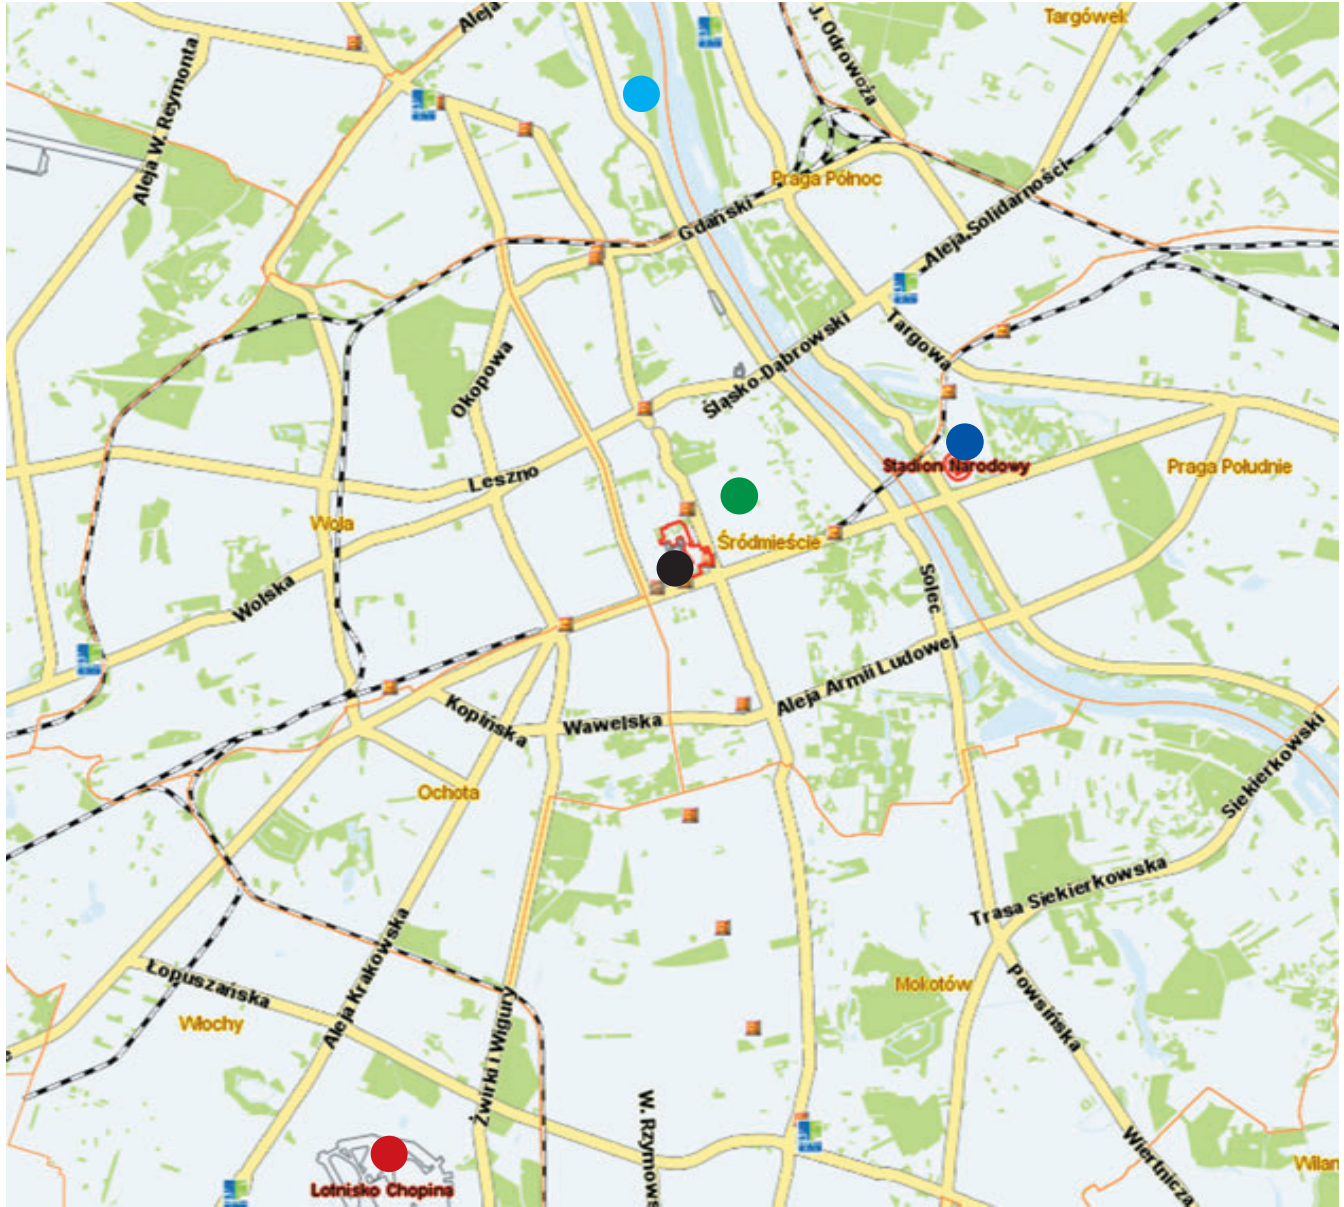 Aleja
J. Odrowoża
Targówek
Aleja W. Reymonta
Praga Północ
Aleja Solidarności
Gdański
Targowa
Śląsko-Dąbrowski
Okopowa
Stadion Narodowy
Praga Południe
Leszno
Wola
Śródmieście
Wolska
Solec
Aleja Armii Ludowej
Kopińska
Wawelska
Siekierkowski
Ochota
Trasa Siekierkowska
Łopuszańska
Aleja Krakowska
Mokotów
Powsińska
Włochy
Żwirki i Wigury
W. Rzymows
Wiertnicza
Wilan
Lotnisko Chopina